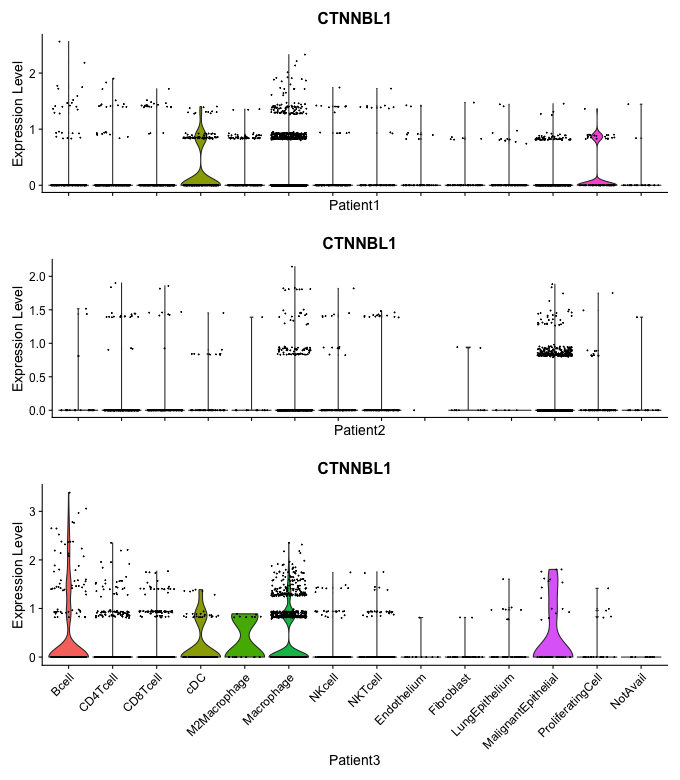 CTNNBL1
Expression Level
2
1
0
Patient1
CTNNBL1
Expression Level
2.0
1.5
1.0
0.5
0.0
Patient2
CTNNBL1
Expression Level
3
2
1
0
Bcell
CD4Tcell
CD8Tcell
cDC
M2Macrophage
Macrophage
NKcell
NKTcell
Endothelium
Fibroblast
LungEpithelium
MalignantEpithelial
ProliferatingCell
NotAvail
Patient3